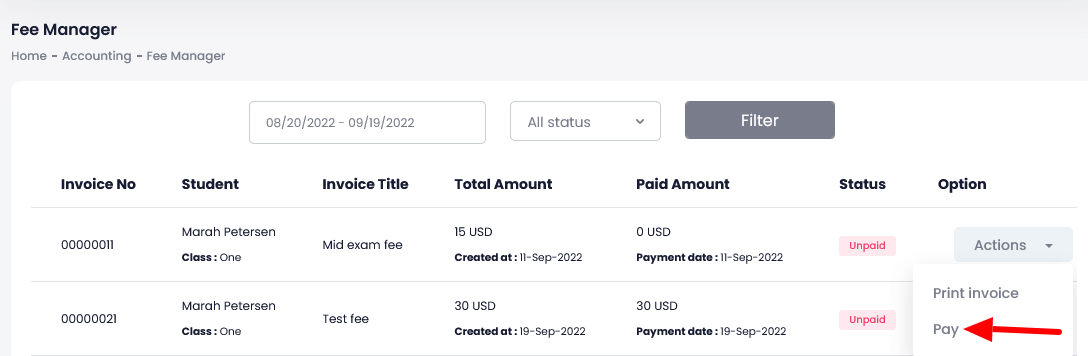 Fee Manager
Home - Accounting - Fee Manager
08/20/2022 - 09/19/2022
All status
Filter
Invoice No Student Invoice Title Total Amount Paid Amount Status Option
00000011 Marah Petersen Class : One Mid exam fee 15 USD Created at : 11-Sep-2022 0 USD Payment date : 11-Sep-2022 Unpaid Actions
Print invoice
Pay
00000021 Marah Petersen Class : One Test fee 30 USD Created at : 19-Sep-2022 30 USD Payment date : 19-Sep-2022 Unpaid